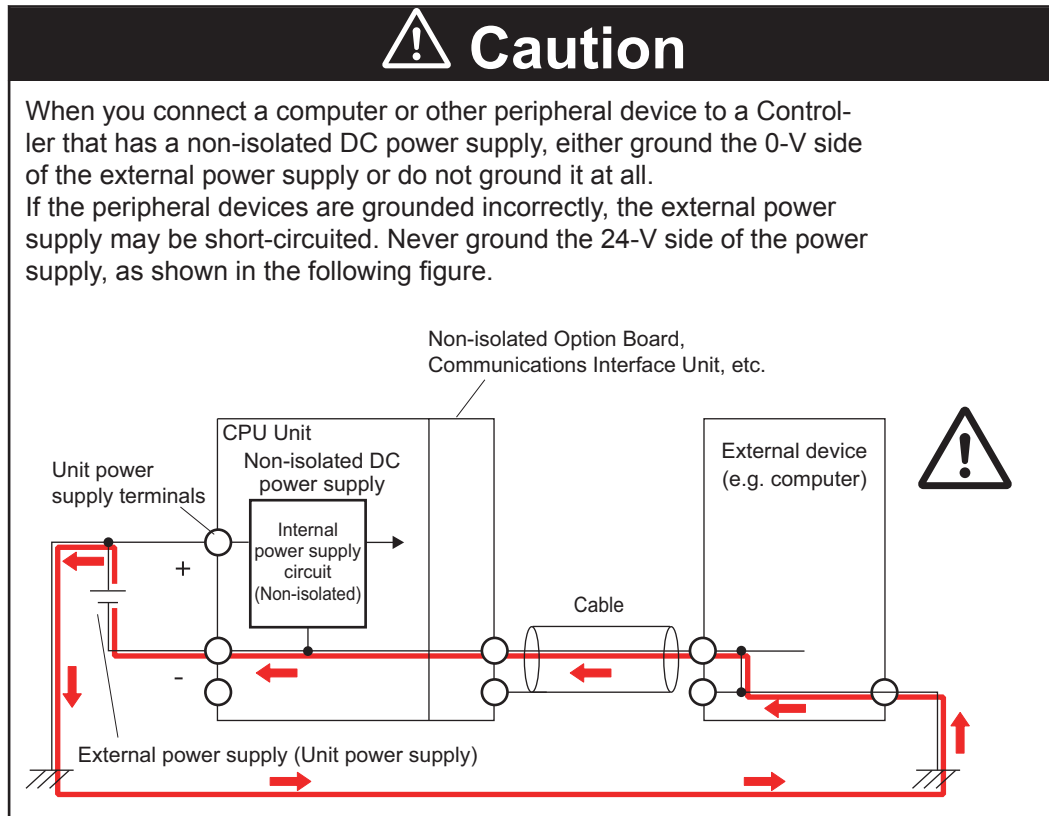 Caution
When you connect a computer or other peripheral device to a Control-
ler that has a non-isolated DC power supply, either ground the 0-V side
of the external power supply or do not ground it at all.
If the peripheral devices are grounded incorrectly, the external power
supply may be short-circuited. Never ground the 24-V side of the power
supply, as shown in the following figure.
Non-isolated Option Board,
Communications Interface Unit, etc.
CPU Unit
Non-isolated DC
power supply
Unit power
supply terminals
External device
(e.g. computer)
Internal
power supply
circuit
(Non-isolated)
+
Cable
-
External power supply (Unit power supply)